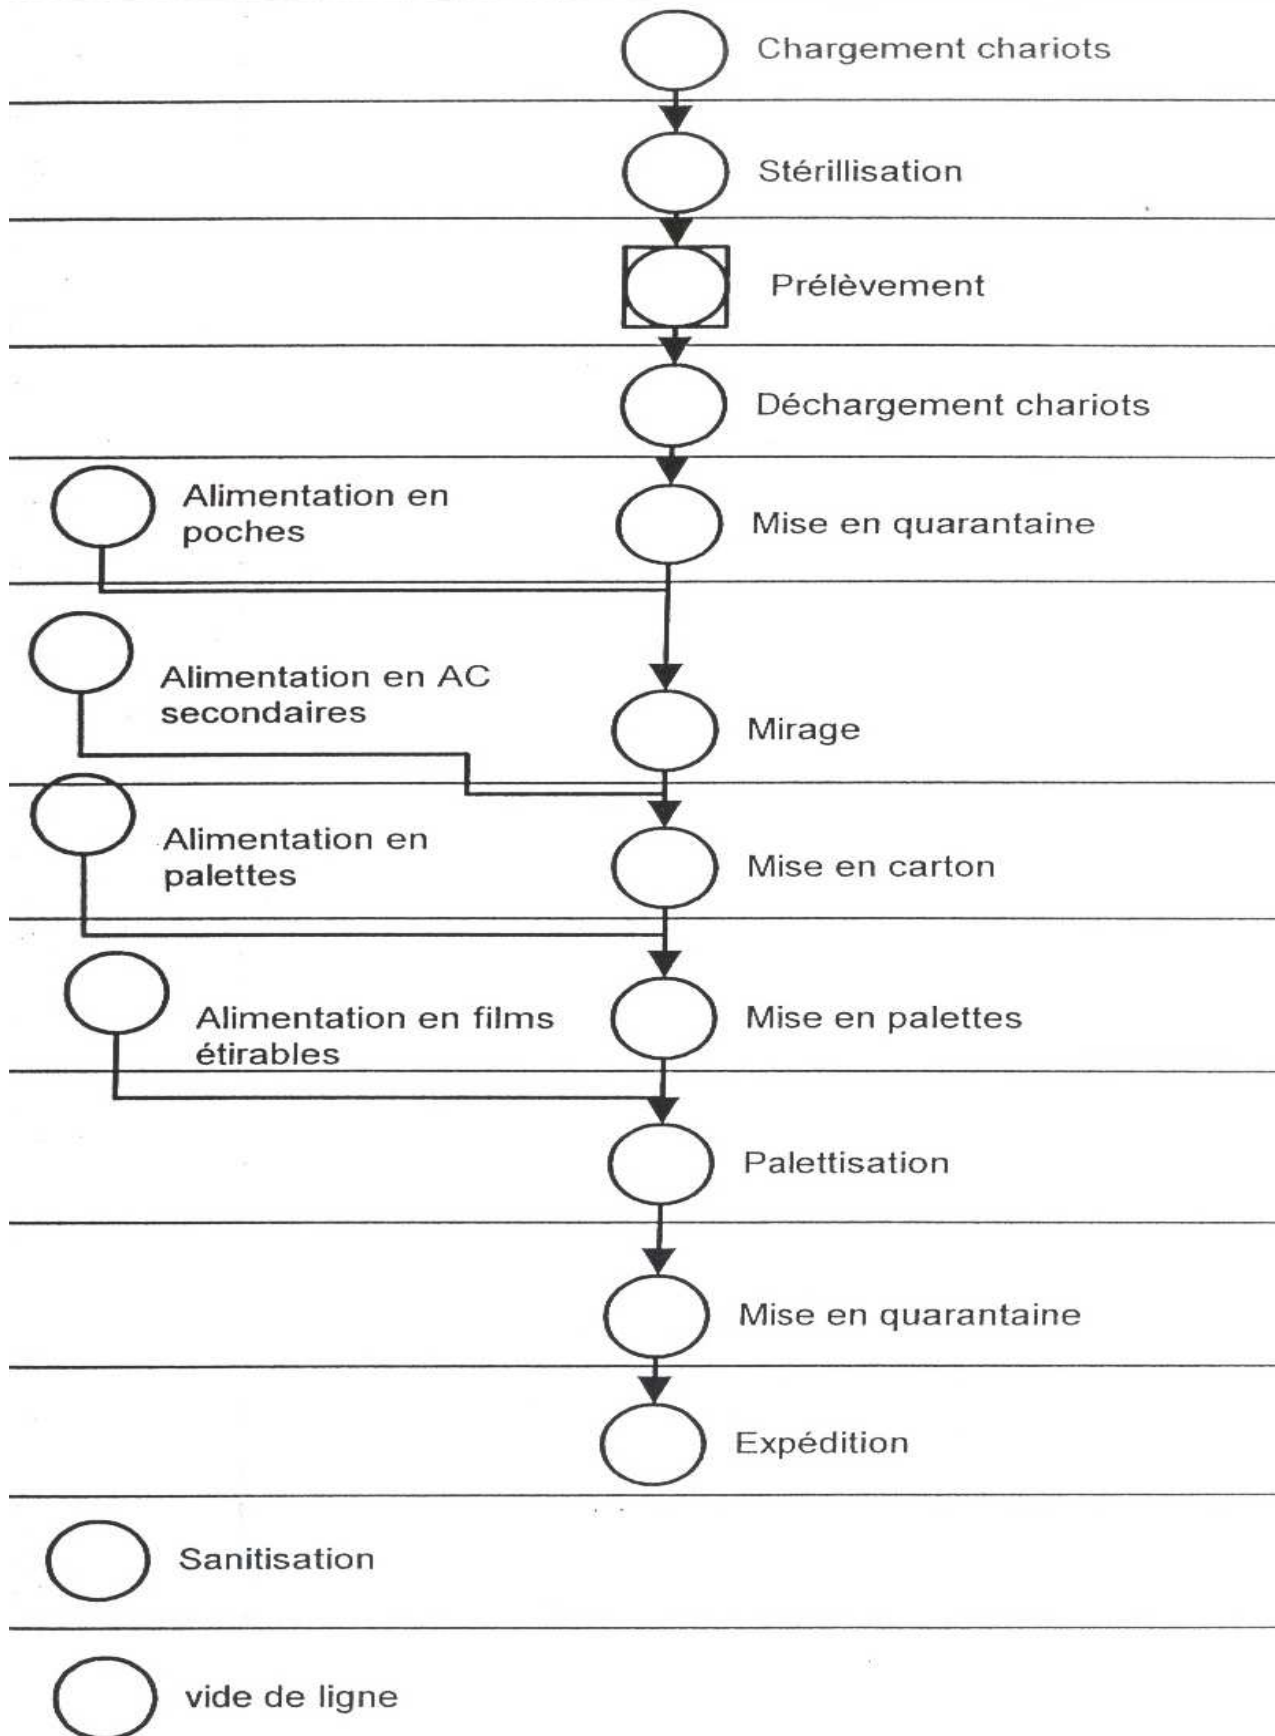 Chargement chariots
Stérillisation
Prélèvement
Déchargement chariots
Alimentation en
poches
Mise en quarantaine
Alimentation en AC
secondaires
Mirage
Alimentation en
palettes
Mise en carton
Alimentation en films
étirables
Mise en palettes
Palettisation
Mise en quarantaine
Expédition
Sanitisation
vide de ligne